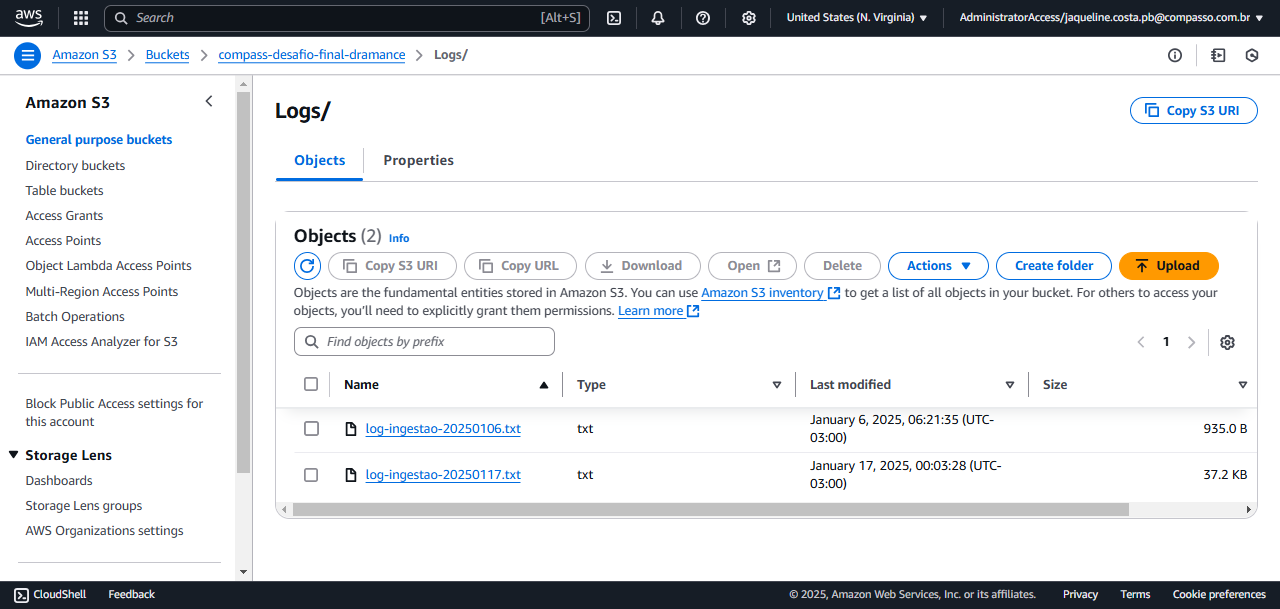 aws
Search [Alt+S]
United States (N. Virginia) ▼
AdministratorAccess/jaqueline.costa.pb@compasso.com.br ▼
Amazon S3 > Buckets > compass-desafio-final-dramance > Logs/
Amazon S3
General purpose buckets
Directory buckets
Table buckets
Access Grants
Access Points
Object Lambda Access Points
Multi-Region Access Points
Batch Operations
IAM Access Analyzer for S3
Block Public Access settings for
this account
Storage Lens
Dashboards
Storage Lens groups
AWS Organizations settings
Logs/
Copy S3 URI
Objects Properties
Objects (2) Info
Copy S3 URI Copy URL Download Open Delete Actions ▼ Create folder Upload
Objects are the fundamental entities stored in Amazon S3. You can use Amazon S3 inventory to get a list of all objects in your bucket. For others to access your
objects, you'll need to explicitly grant them permissions. Learn more
Find objects by prefix
1
Name Type Last modified Size
log-ingestao-20250106.txt txt January 6, 2025, 06:21:35 (UTC-
03:00) 935.0 B
log-ingestao-20250117.txt txt January 17, 2025, 00:03:28 (UTC-
03:00) 37.2 KB
CloudShell Feedback © 2025, Amazon Web Services, Inc. or its affiliates. Privacy Terms Cookie preferences